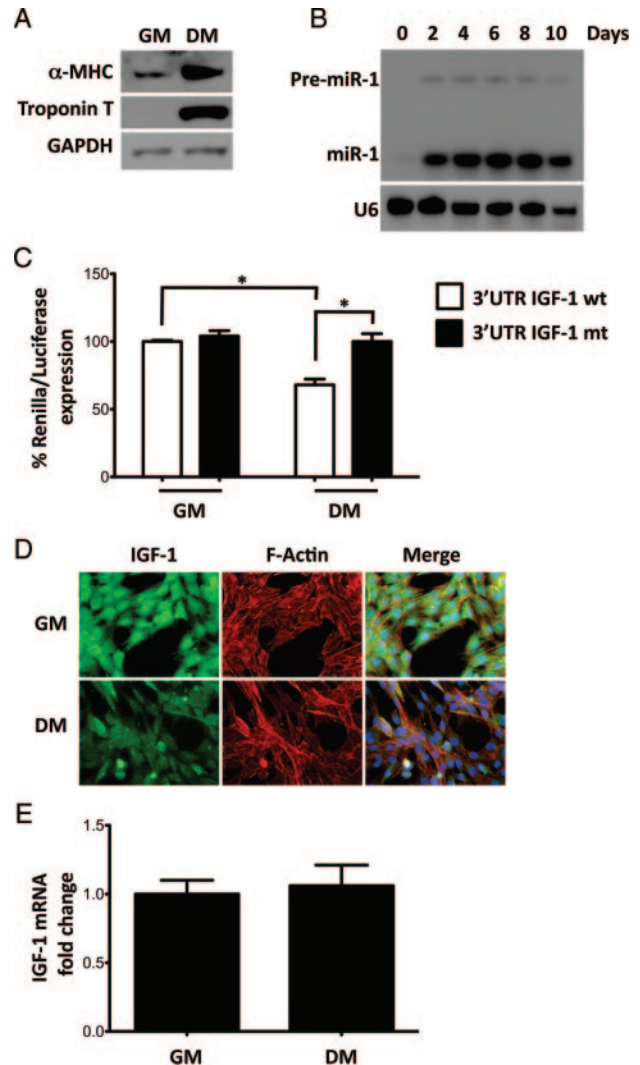 A
GM DM
α-MHC
Troponin T
GAPDH
B
0 2 4 6 8 10 Days
Pre-miR-1
miR-1
U6
C
% Renilla/Luciferase
expression
150
100
50
0
*
*
3'UTR IGF-1 wt
3'UTR IGF-1 mt
GM DM
D
IGF-1 F-Actin Merge
GM
DM
E
IGF-1 mRNA
fold change
1.5
1.0
0.5
0.0
GM DM